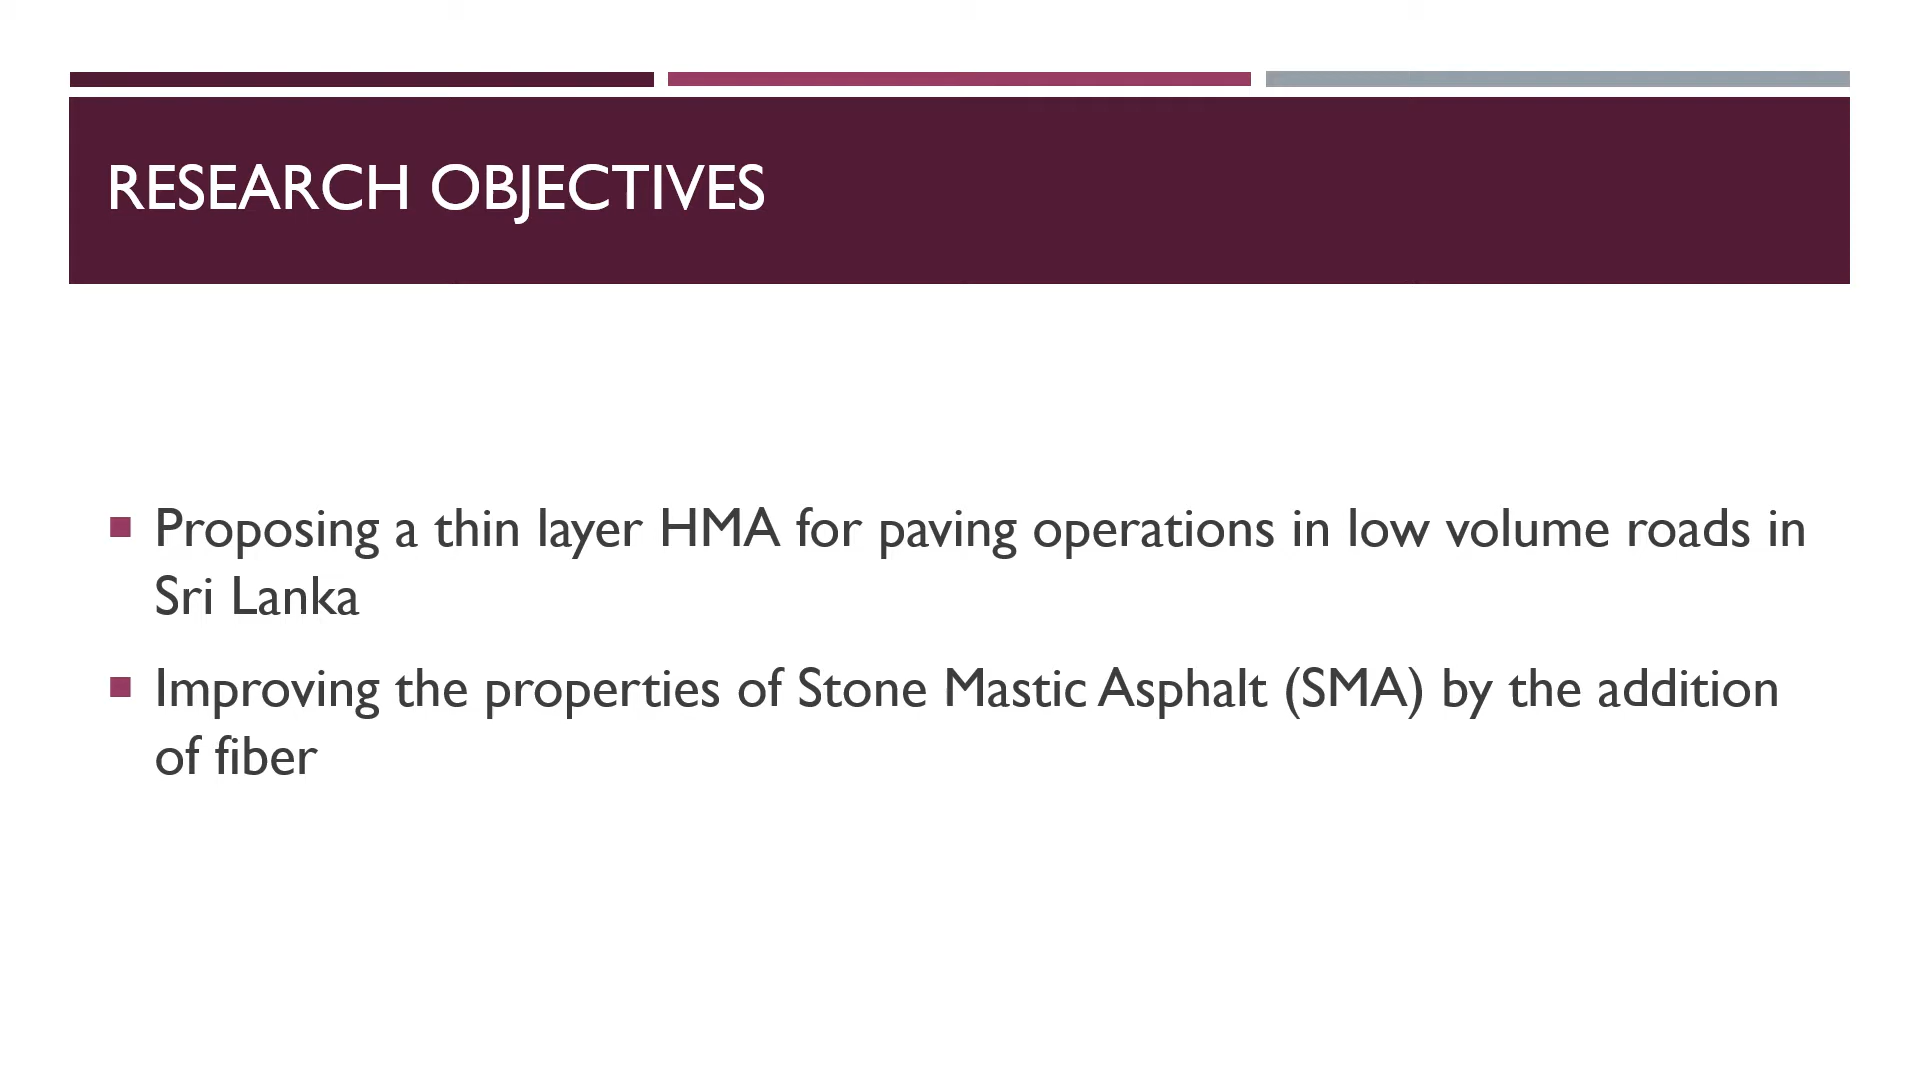 RESEARCH OBJECTIVES
Proposing a thin layer HMA for paving operations in low volume roads in
Sri Lanka
Improving the properties of Stone Mastic Asphalt (SMA) by the addition
of fiber